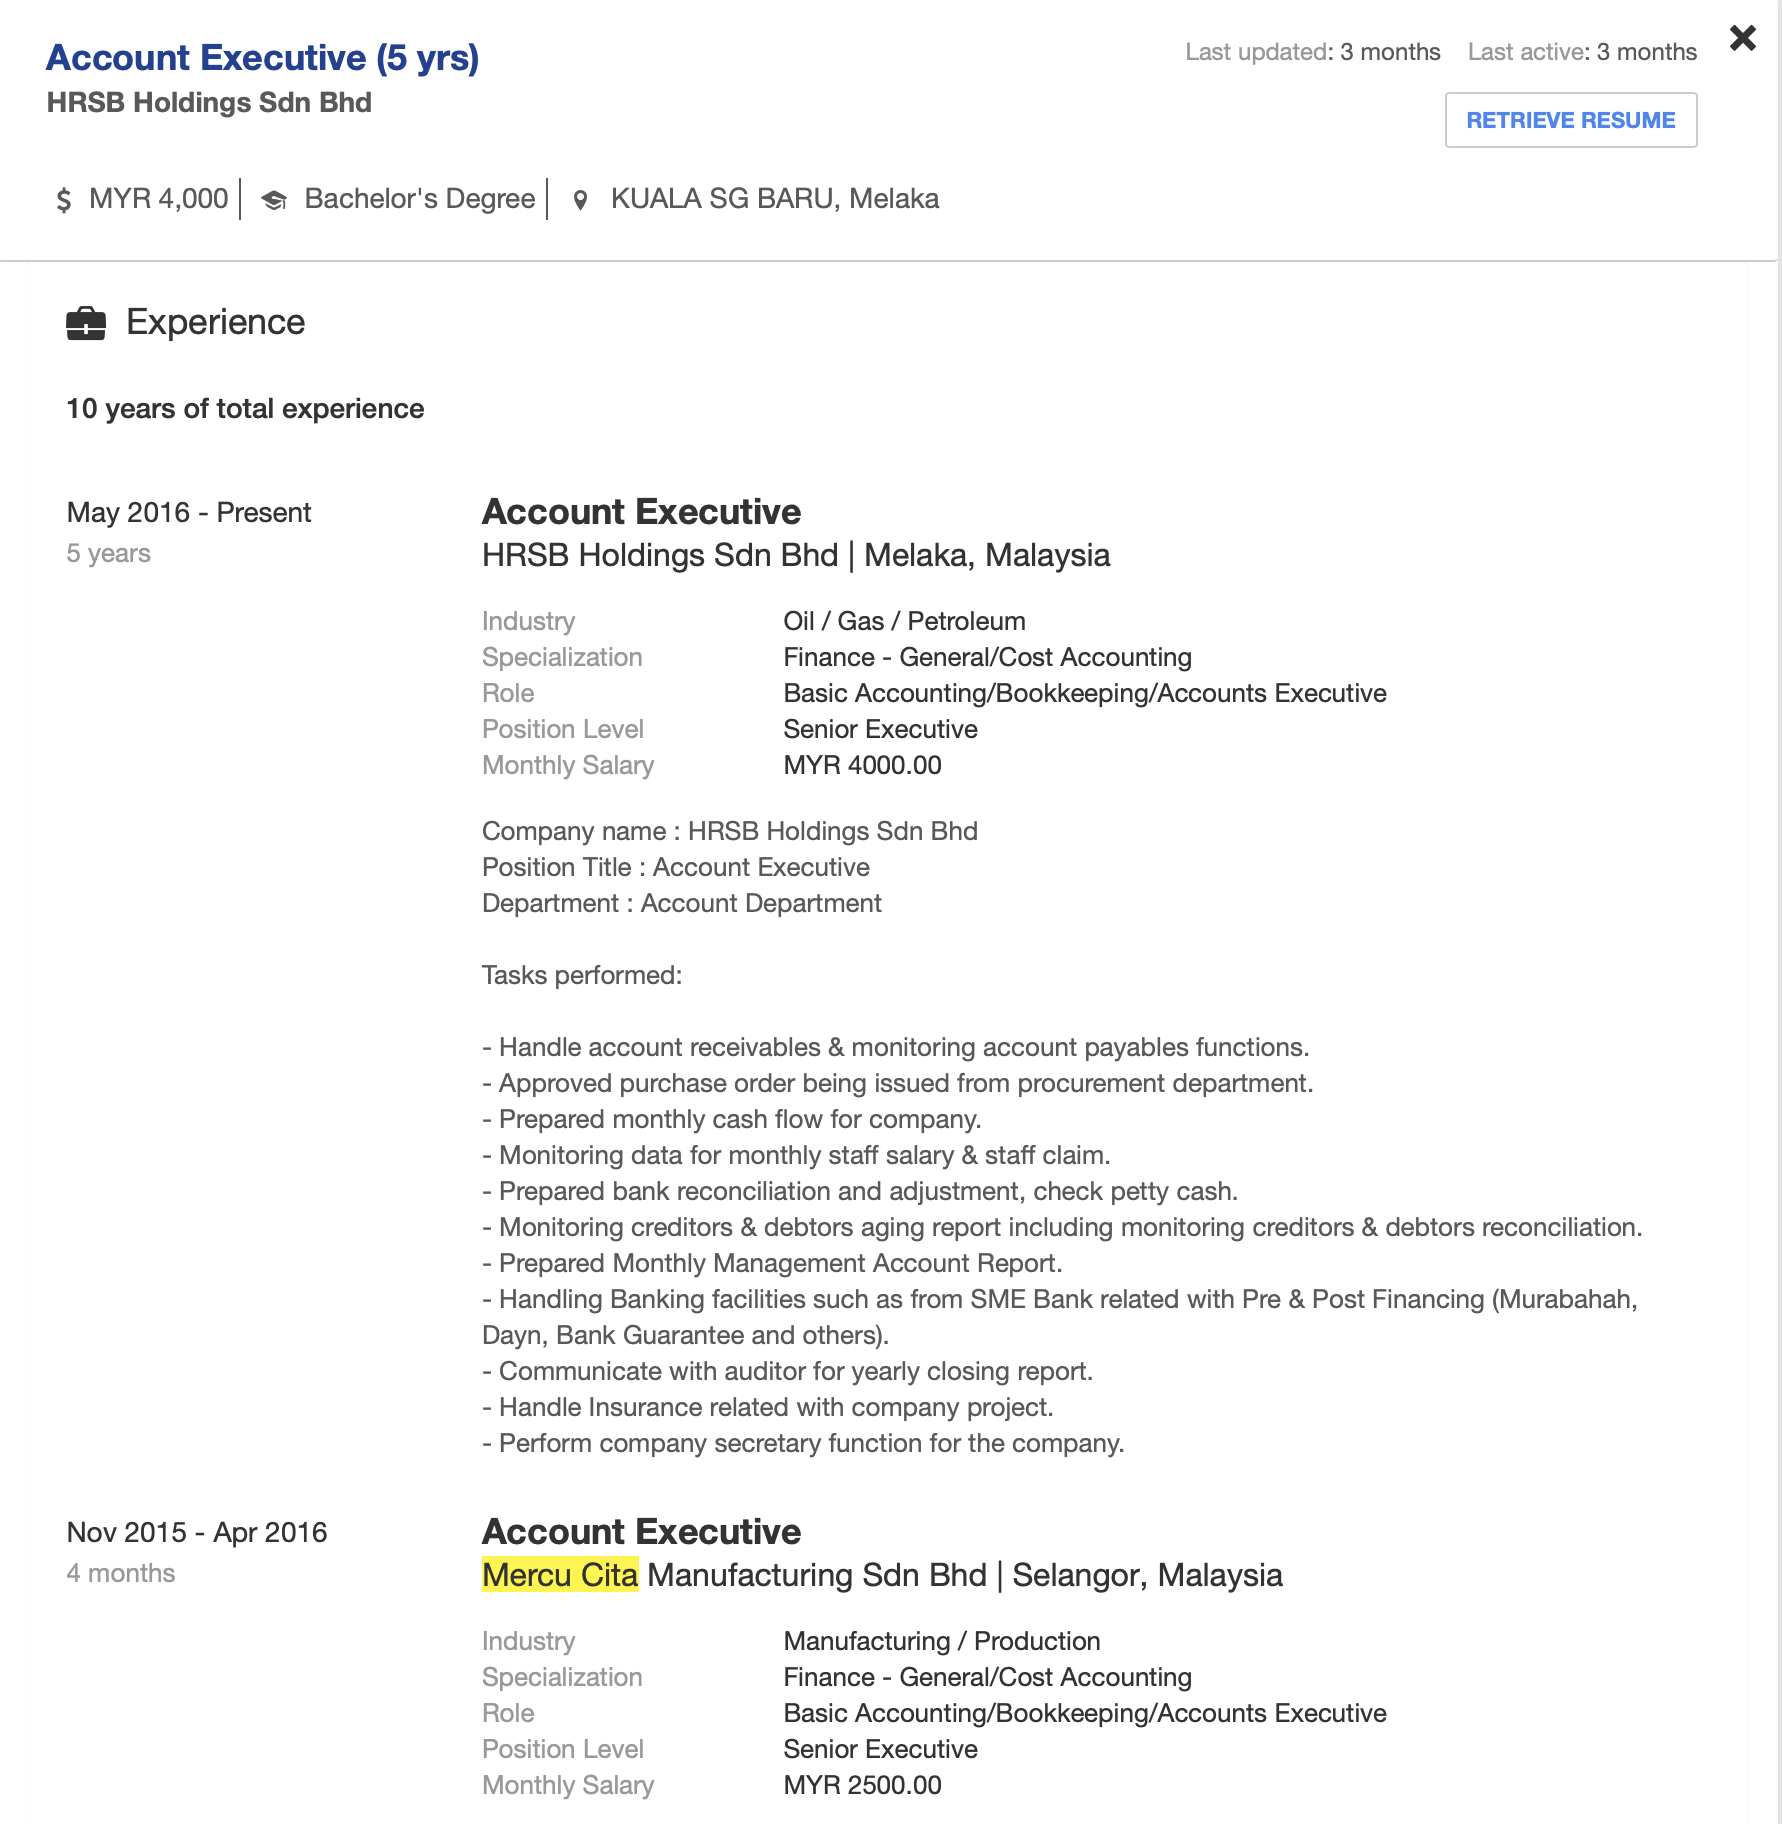 Account Executive (5 yrs)
HRSB Holdings Sdn Bhd
Last updated: 3 months Last active: 3 months
RETRIEVE RESUME
MYR 4,000 Bachelor's Degree KUALA SG BARU, Melaka
Experience
10 years of total experience
May 2016 - Present
5 years
Account Executive
HRSB Holdings Sdn Bhd | Melaka, Malaysia
Industry Oil / Gas / Petroleum
Specialization Finance - General/Cost Accounting
Role Basic Accounting/Bookkeeping/Accounts Executive
Position Level Senior Executive
Monthly Salary MYR 4000.00
Company name : HRSB Holdings Sdn Bhd
Position Title : Account Executive
Department : Account Department
Tasks performed:
- Handle account receivables & monitoring account payables functions.
- Approved purchase order being issued from procurement department.
- Prepared monthly cash flow for company.
- Monitoring data for monthly staff salary & staff claim.
- Prepared bank reconciliation and adjustment, check petty cash.
- Monitoring creditors & debtors aging report including monitoring creditors & debtors reconciliation.
- Prepared Monthly Management Account Report.
- Handling Banking facilities such as from SME Bank related with Pre & Post Financing (Murabahah,
Dayn, Bank Guarantee and others).
- Communicate with auditor for yearly closing report.
- Handle Insurance related with company project.
- Perform company secretary function for the company.
Nov 2015 - Apr 2016
4 months
Account Executive
Mercu Cita Manufacturing Sdn Bhd | Selangor, Malaysia
Industry Manufacturing / Production
Specialization Finance - General/Cost Accounting
Role Basic Accounting/Bookkeeping/Accounts Executive
Position Level Senior Executive
Monthly Salary MYR 2500.00